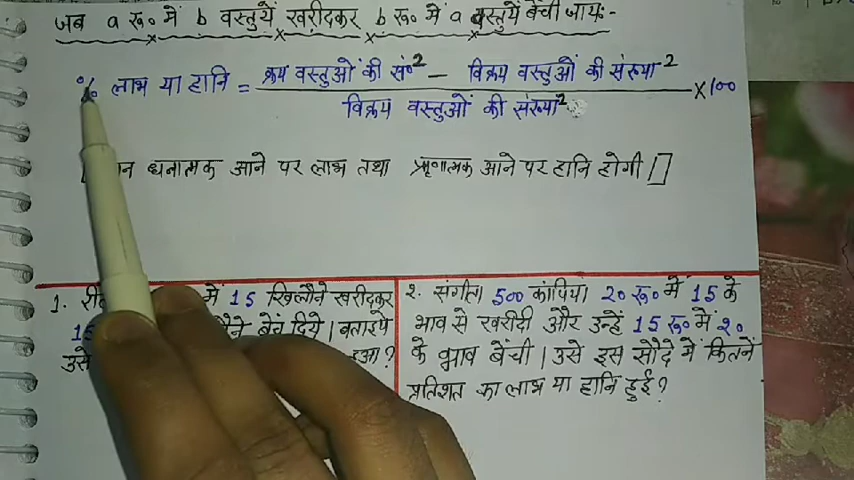 जब a रू० में b वस्तुयें खरीदकर b रू० में a वस्तुयें बेंची जाय:-
% लाभ या हानि = क्रय वस्तुओं की सं०² - विक्रय वस्तुओं की संख्या² × 100
विक्रय वस्तुओं की संख्या²
धनात्मक आने पर लाभ तथा ऋणात्मक आने पर हानि होगी []
1. में 15 खिलौने खरीदकर
बेंच दिये। बताइये
उसे हुआ?
2. संगीता 500 कांपिया 20 रू० में 15 के
भाव से खरीदी और उन्हें 15 रू० में 20
के भाव बेंची। उसे इस सौदे में कितनें
प्रतिशत का लाभ या हानि हुई?